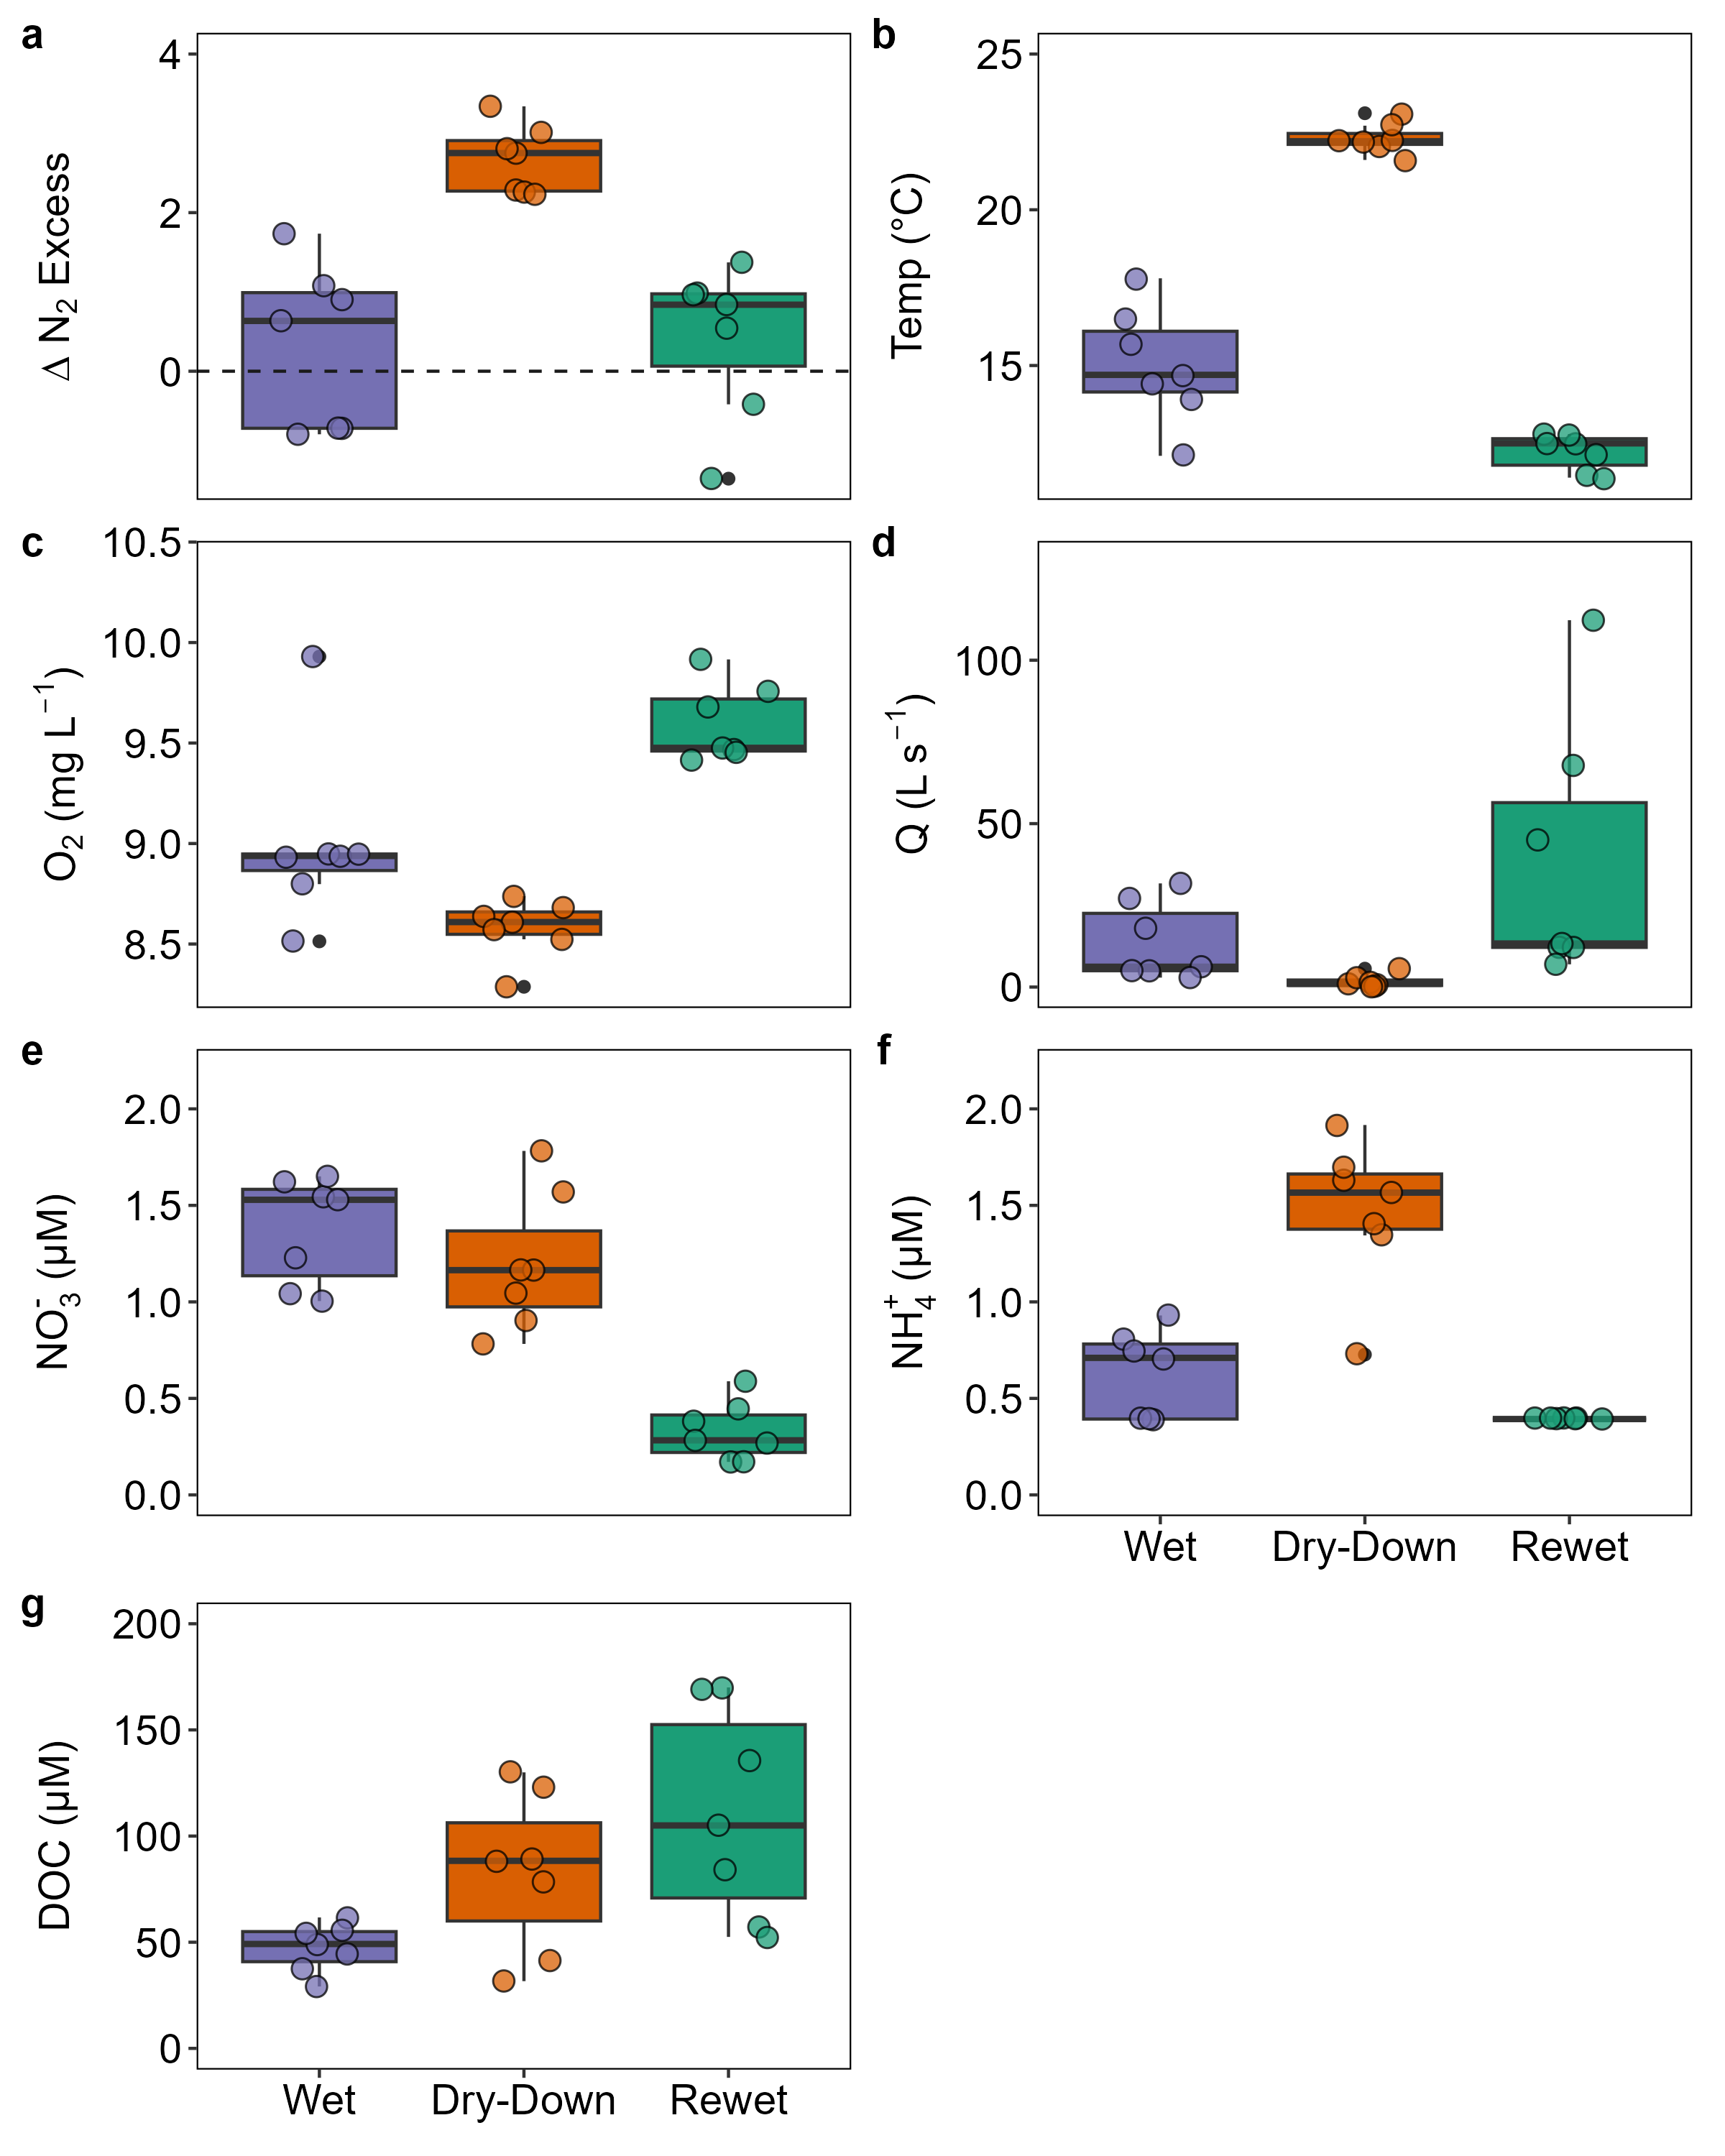 a
4
2
0
Δ N₂ Excess
b
25
20
15
Temp (°C)
c
10.5
10.0
9.5
9.0
8.5
O₂ (mg L⁻¹)
d
100
50
0
Q (L s⁻¹)
e
2.0
1.5
1.0
0.5
0.0
NO₃⁻ (µM)
f
2.0
1.5
1.0
0.5
0.0
NH₄⁺ (µM)
Wet Dry-Down Rewet
g
200
150
100
50
0
DOC (µM)
Wet Dry-Down Rewet